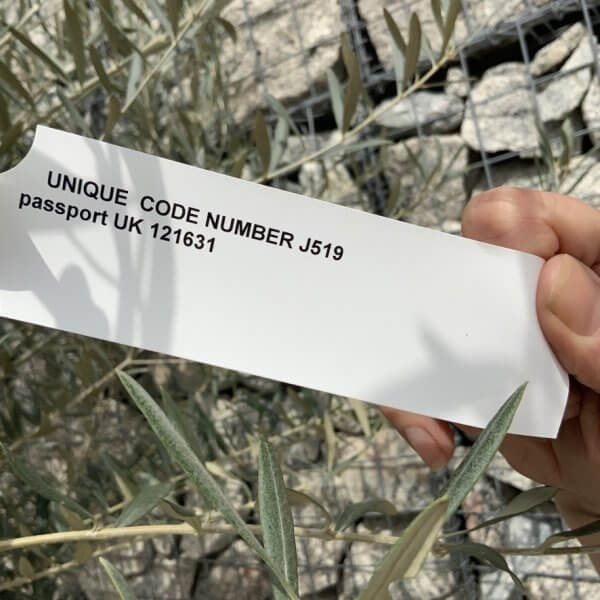 UNIQUE  CODE NUMBER J519
passport UK 121631